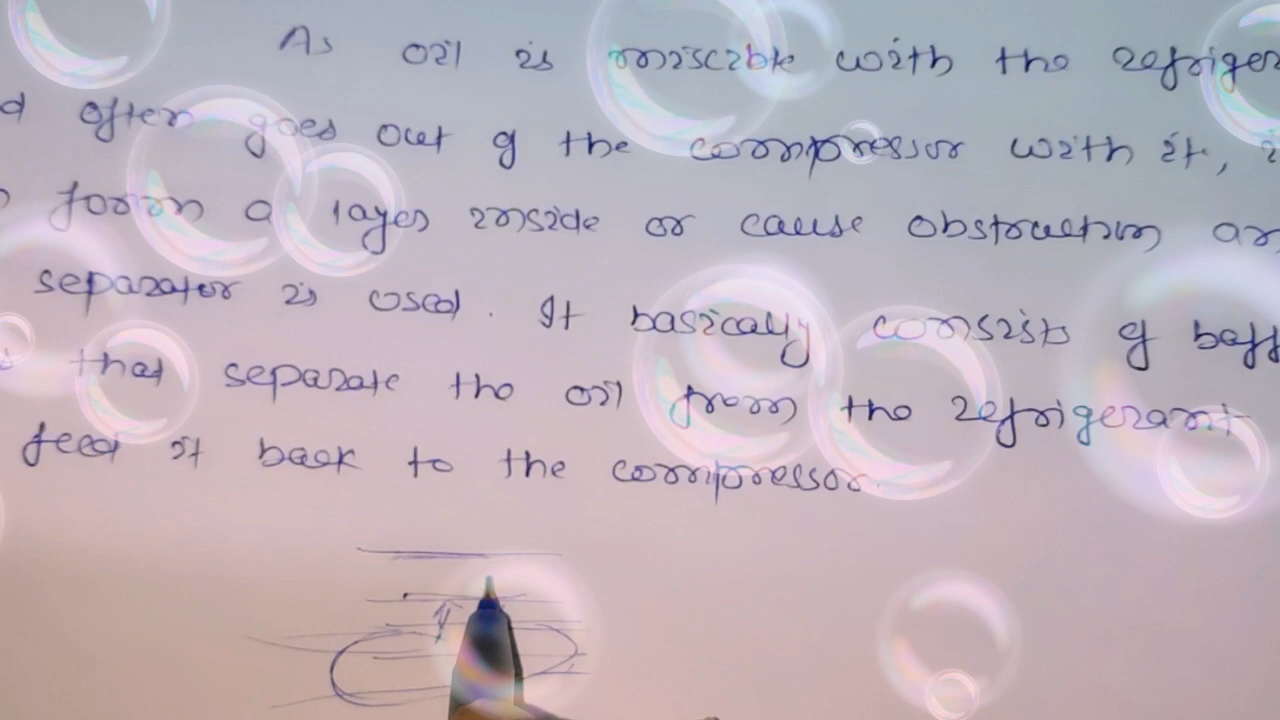 As oil is miscible with the refriger
d often goes out of the compressor with it, i
form a layer inside or cause obstruction an
separator is used. It basically consists of baff
s that separate the oil from the refrigerant
feed it back to the compressor.